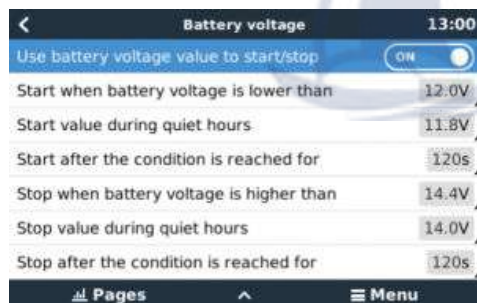 Battery voltage 13:00
Use battery voltage value to start/stop ON
Start when battery voltage is lower than 12.0V
Start value during quiet hours 11.8V
Start after the condition is reached for 120s
Stop when battery voltage is higher than 14.4V
Stop value during quiet hours 14.0V
Stop after the condition is reached for 120s
Pages Menu